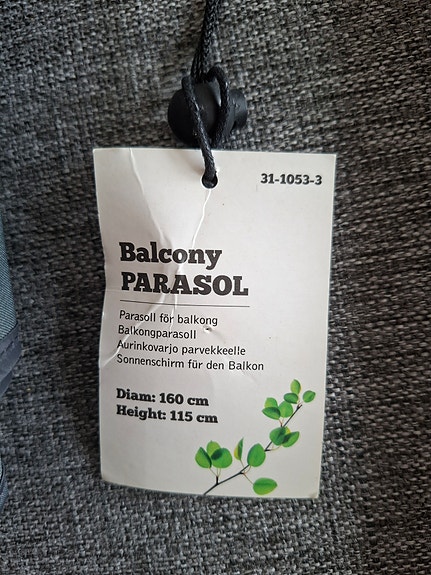 31-1053-3
Balcony
PARASOL
Parasoll för balkong
Balkongparasoll
Aurinkovarjo parvekkeelle
Sonnenschirm für den Balkon
Diam: 160 cm
Height: 115 cm